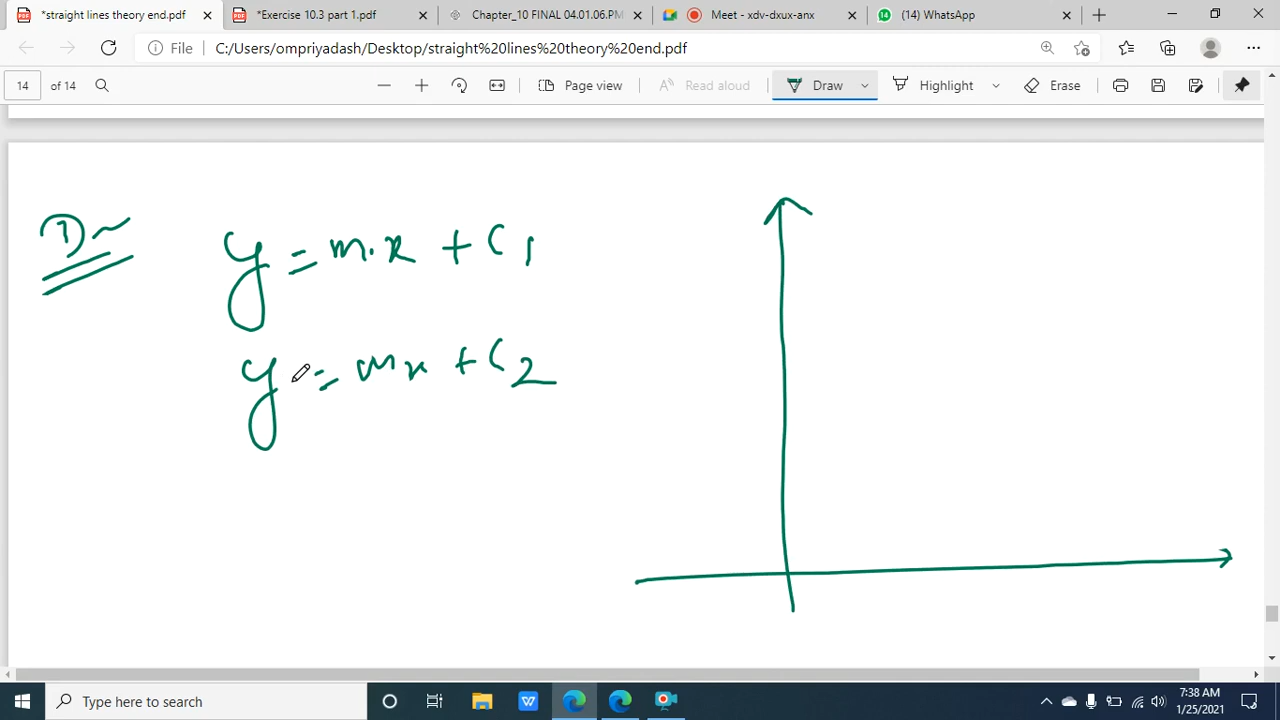 *straight lines theory end.pdf
*Exercise 10.3 part 1.pdf
Chapter_10 FINAL 04.01.06.PM
Meet - xdv-dxux-anx
(14) WhatsApp
File C:/Users/ompriyadash/Desktop/straight%20lines%20theory%20end.pdf
14 of 14 Page view Read aloud Draw Highlight Erase
y = m.x + C1
y = mx + C2
Type here to search
7:38 AM
1/25/2021